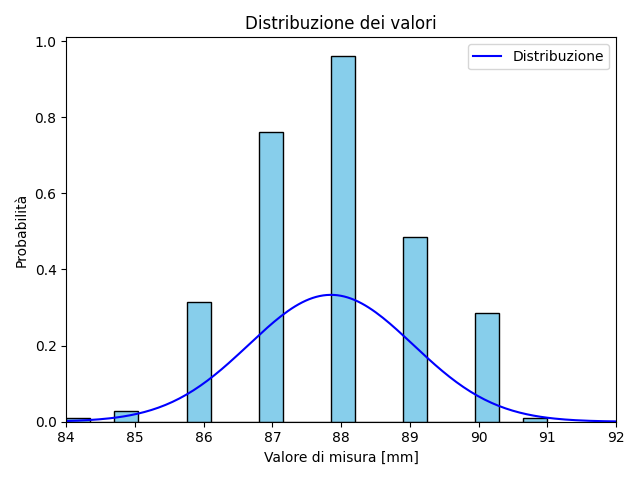 Distribuzione dei valori
Distribuzione
Probabilità
1.0
0.8
0.6
0.4
0.2
0.0
84 85 86 87 88 89 90 91 92
Valore di misura [mm]